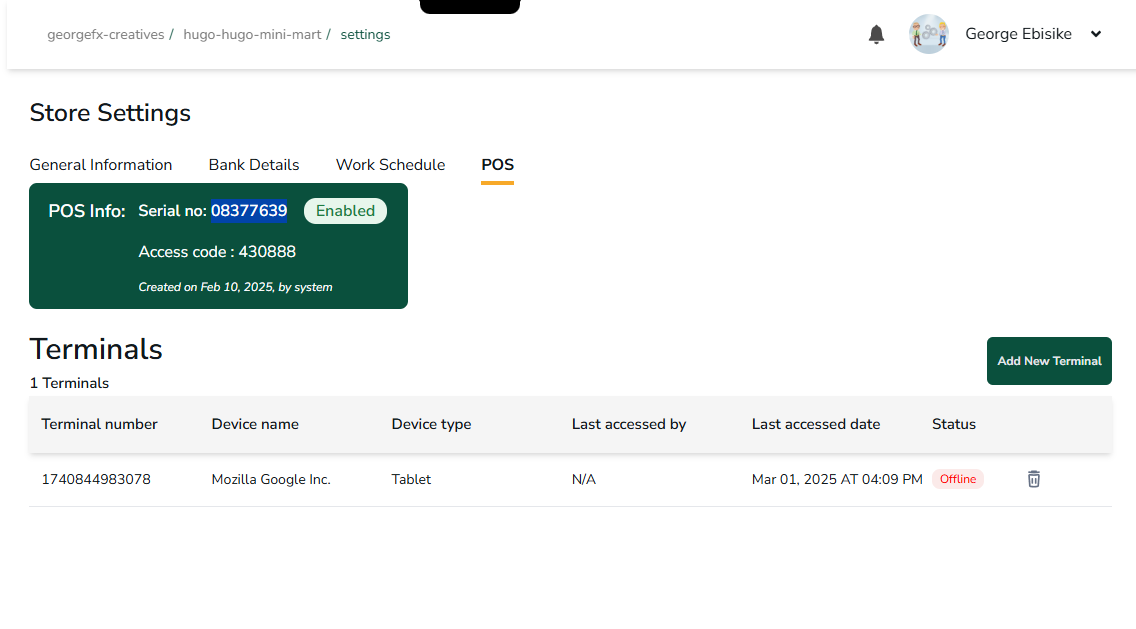 georgefx-creatives / hugo-hugo-mini-mart / settings
George Ebisike
Store Settings
General Information Bank Details Work Schedule POS
POS Info: Serial no: 08377639 Enabled
Access code : 430888
Created on Feb 10, 2025, by system
Terminals
Add New Terminal
1 Terminals
Terminal number Device name Device type Last accessed by Last accessed date Status
1740844983078 Mozilla Google Inc. Tablet N/A Mar 01, 2025 AT 04:09 PM Offline